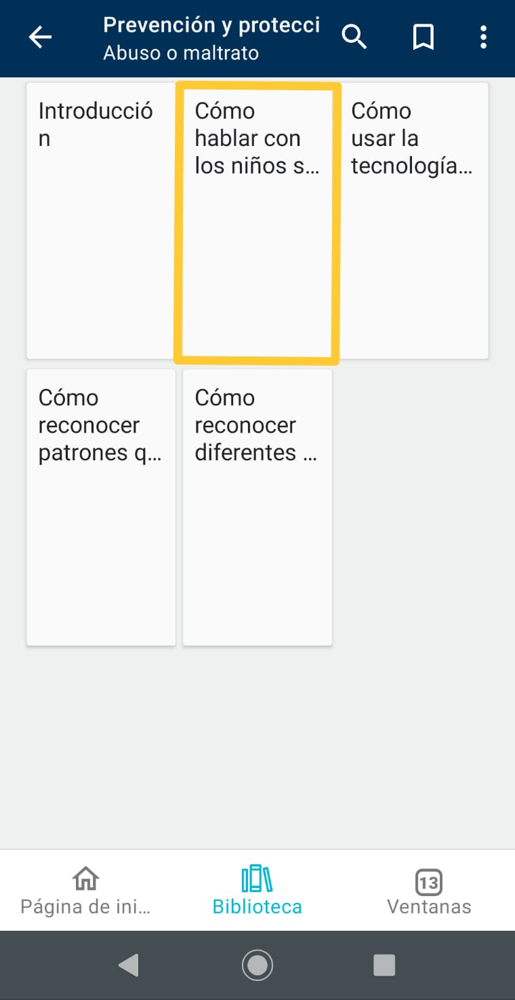 Prevención y protecci
Abuso o maltrato
Introducció
n
Cómo
hablar con
los niños s...
Cómo
usar la
tecnología...
Cómo
reconocer
patrones q...
Cómo
reconocer
diferentes ...
Página de ini...
Biblioteca
13
Ventanas